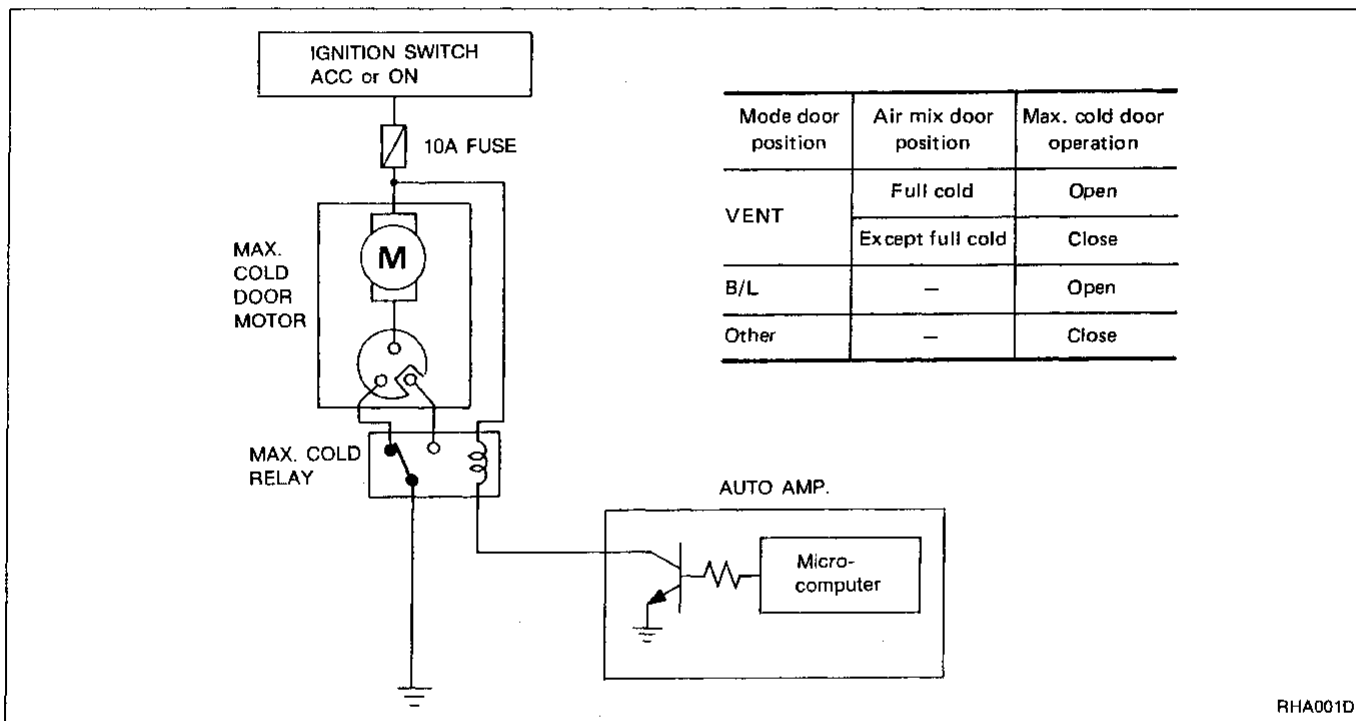 IGNITION SWITCH
ACC or ON
10A FUSE
M
MAX.
COLD
DOOR
MOTOR
MAX. COLD
RELAY
Mode door position Air mix door position Max. cold door operation
VENT Full cold Open
Except full cold Close
B/L – Open
Other – Close
AUTO AMP.
Micro-
computer
RHA001D